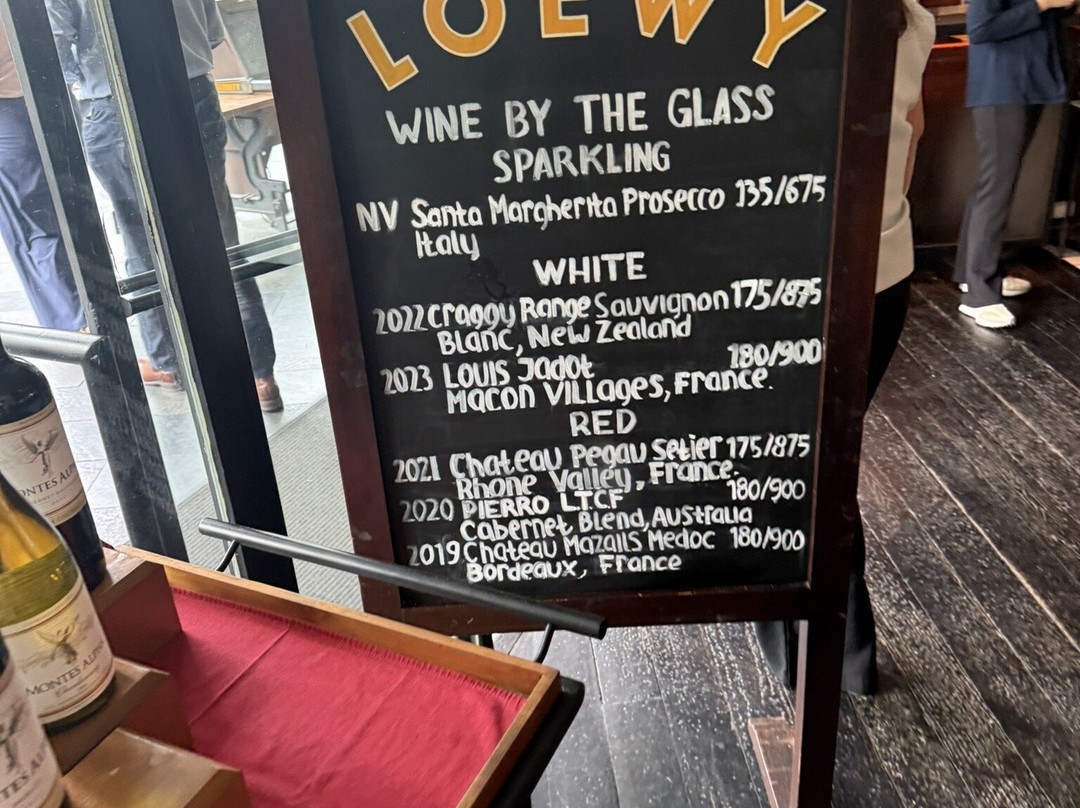 LOEWY
WINE BY THE GLASS
SPARKLING
NV Santa Margherita Prosecco 135/675
Italy
WHITE
2022 Craggy Range Sauvignon 175/875
Blanc, New Zealand
2023 LOUIS Jadot 180/900
Macon Villages, France.
RED
2021 Chateau Pegau Setier 175/875
Rhone Valley, France.
2020 PIERRO L.T.C.F 180/900
Cabernet Blend, Australia
2019 Chateau Mazails Medoc 180/900
Bordeaux, France
MONTES ALP
MONTES ALP